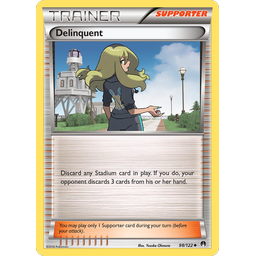 TRAINER
SUPPORTER
Delinquent
Discard any Stadium card in play. If you do, your
opponent discards 3 cards from his or her hand.
You may play only 1 Supporter card during your turn (before
your attack).
Illus. Yusuke Ohmura
98/122
©2016 Pokémon